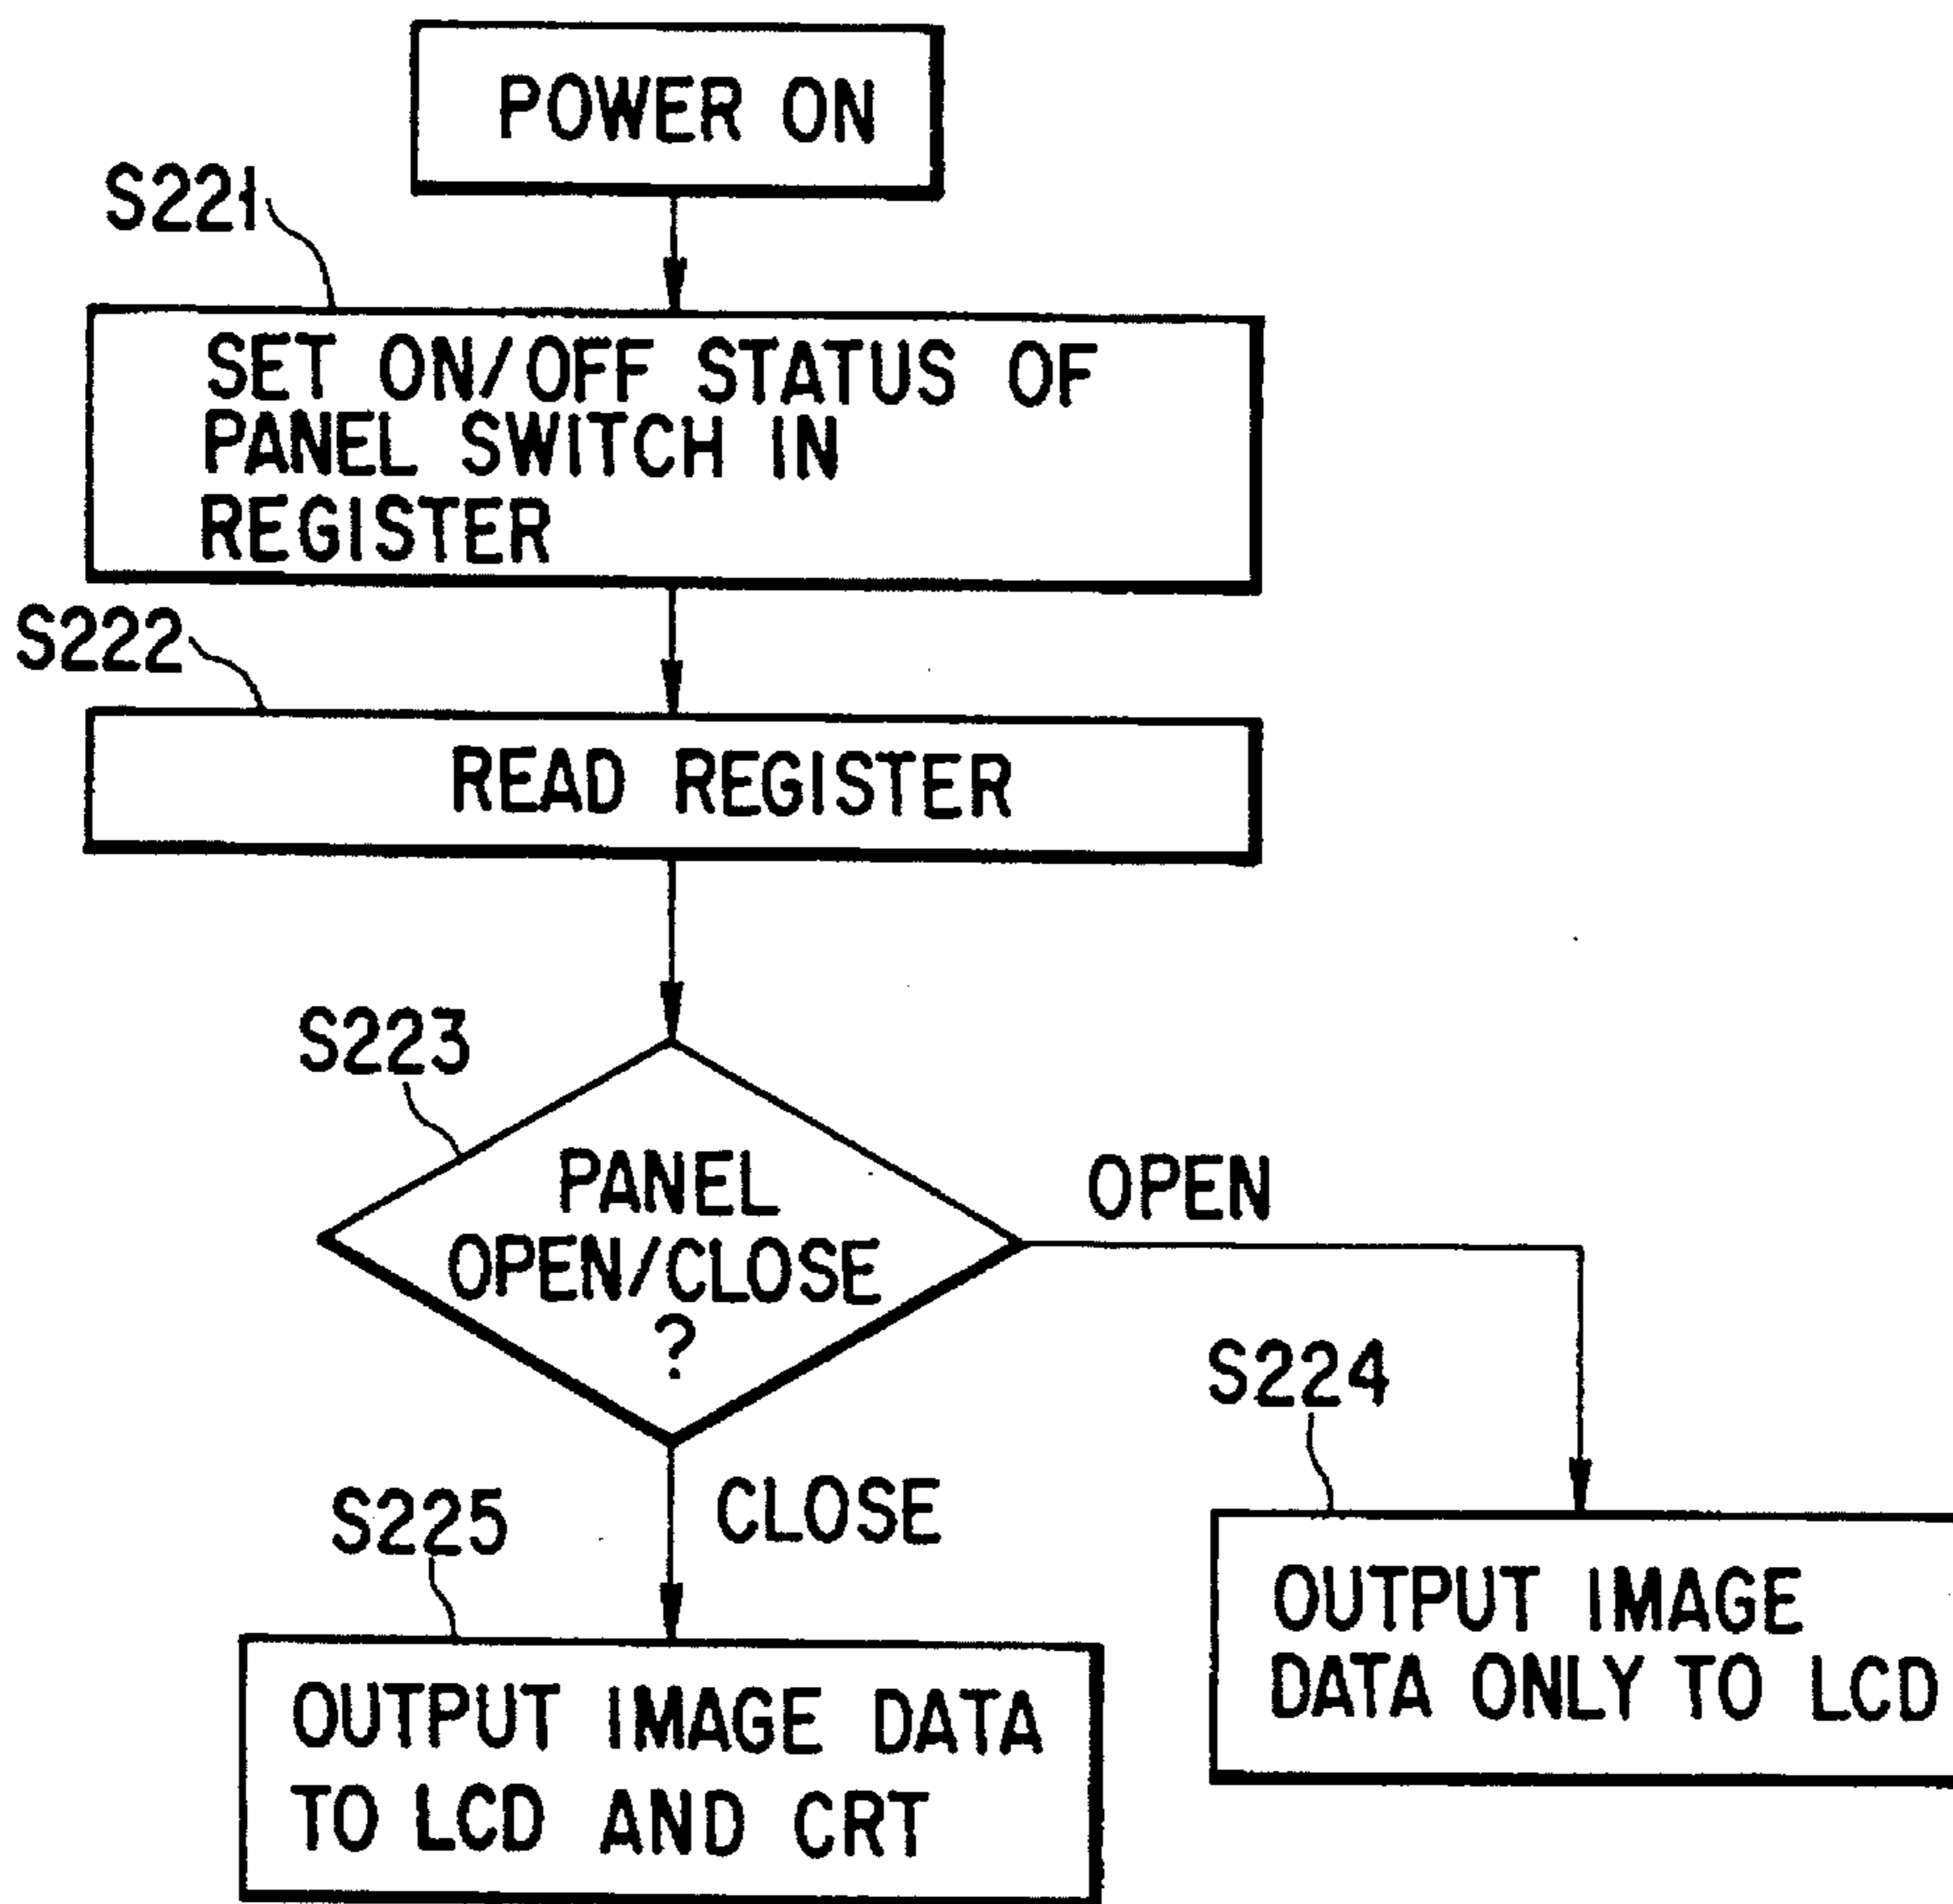 POWER ON
S221
SET ON/OFF STATUS OF
PANEL SWITCH IN
REGISTER
S222
READ REGISTER
S223
PANEL
OPEN/CLOSE
?
OPEN
S224
OUTPUT IMAGE
DATA ONLY TO LCD
CLOSE
S225
OUTPUT IMAGE DATA
TO LCD AND CRT